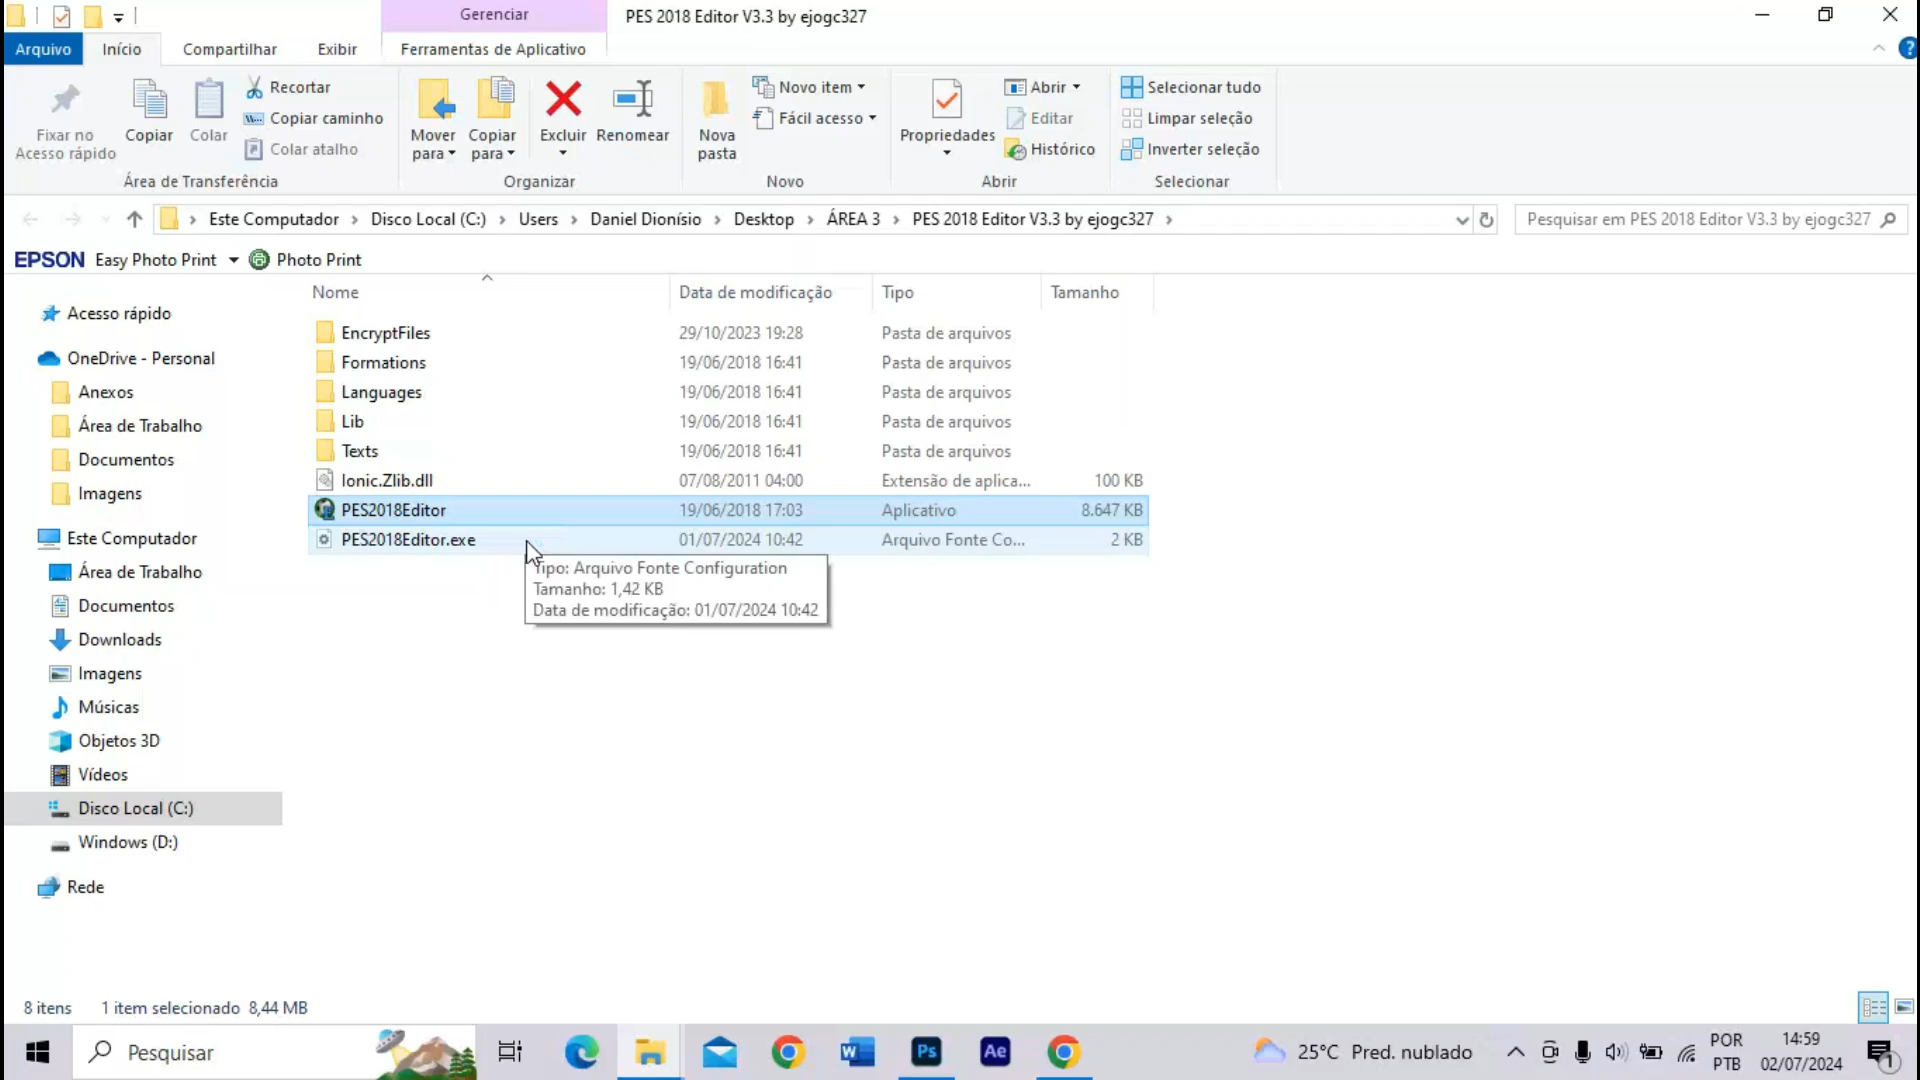 Gerenciar
PES 2018 Editor V3.3 by ejogc327
Arquivo
Início
Compartilhar
Exibir
Ferramentas de Aplicativo
?
Fixar no
Acesso rápido
Copiar
Colar
Recortar
Copiar caminho
Colar atalho
Área de Transferência
Mover
para
Copiar
para
Excluir
Renomear
Organizar
Nova
pasta
Novo item
Fácil acesso
Novo
Propriedades
Abrir
Editar
Histórico
Abrir
Selecionar tudo
Limpar seleção
Inverter seleção
Selecionar
Este Computador > Disco Local (C:) > Users > Daniel Dionísio > Desktop > ÁREA 3 > PES 2018 Editor V3.3 by ejogc327 >
Pesquisar em PES 2018 Editor V3.3 by ejogc327
EPSON Easy Photo Print Photo Print
Nome Data de modificação Tipo Tamanho
EncryptFiles 29/10/2023 19:28 Pasta de arquivos
Formations 19/06/2018 16:41 Pasta de arquivos
Languages 19/06/2018 16:41 Pasta de arquivos
Lib 19/06/2018 16:41 Pasta de arquivos
Texts 19/06/2018 16:41 Pasta de arquivos
Ionic.Zlib.dll 07/08/2011 04:00 Extensão de aplica... 100 KB
PES2018Editor 19/06/2018 17:03 Aplicativo 8.647 KB
PES2018Editor.exe 01/07/2024 10:42 Arquivo Fonte Co... 2 KB
Tipo: Arquivo Fonte Configuration
Tamanho: 1,42 KB
Data de modificação: 01/07/2024 10:42
Acesso rápido
OneDrive - Personal
Anexos
Área de Trabalho
Documentos
Imagens
Este Computador
Área de Trabalho
Documentos
Downloads
Imagens
Músicas
Objetos 3D
Vídeos
Disco Local (C:)
Windows (D:)
Rede
8 itens 1 item selecionado 8,44 MB
Pesquisar
W
Ps
Ae
25°C Pred. nublado
POR
PTB
14:59
02/07/2024
1